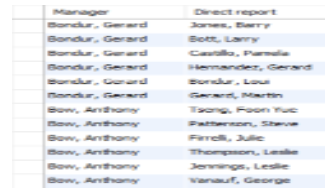 Manager Direct report
Bondur, Gerard Jones, Barry
Bondur, Gerard Bott, Larry
Bondur, Gerard Castillo, Pamela
Bondur, Gerard Hernandez, Gerard
Bondur, Gerard Bondur, Loui
Bondur, Gerard Gerard, Martin
Bow, Anthony Tseng, Foon Yue
Bow, Anthony Patterson, Steve
Bow, Anthony Firrelli, Julie
Bow, Anthony Thompson, Leslie
Bow, Anthony Jennings, Leslie
Bow, Anthony Vanauf, George